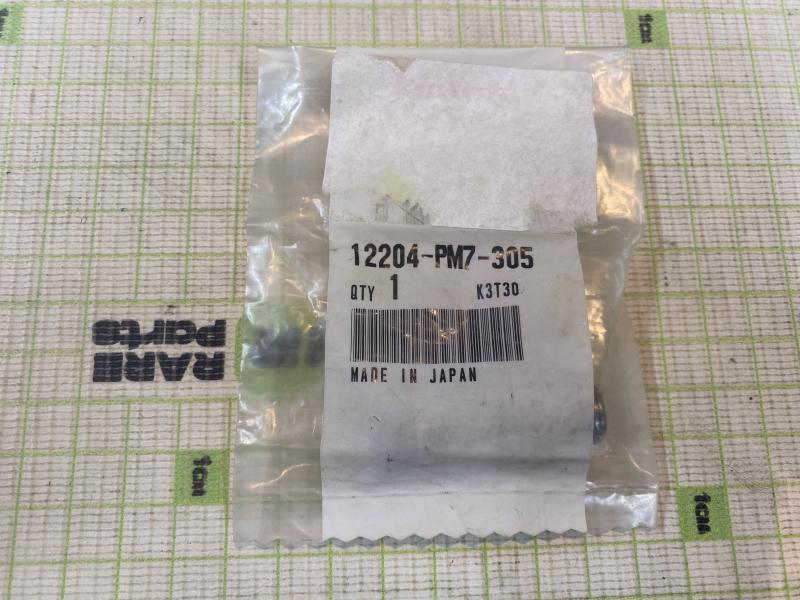 1cm
12204-PM7-305
QTY 1 K3T30
MADE IN JAPAN
RARE
Parts
1cm
1cm